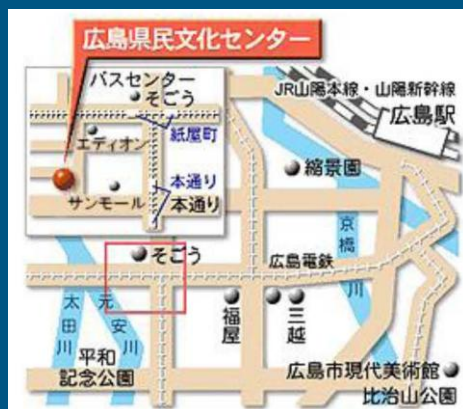 広島県民文化センター
バスセンター
そごう
紙屋町
エディオン
本通り
サンモール
本通り
JR山陽本線・山陽新幹線
広島駅
縮景園
京橋川
そごう
広島電鉄
太田川
元安川
福屋
三越
平和
記念公園
広島市現代美術館
比治山公園